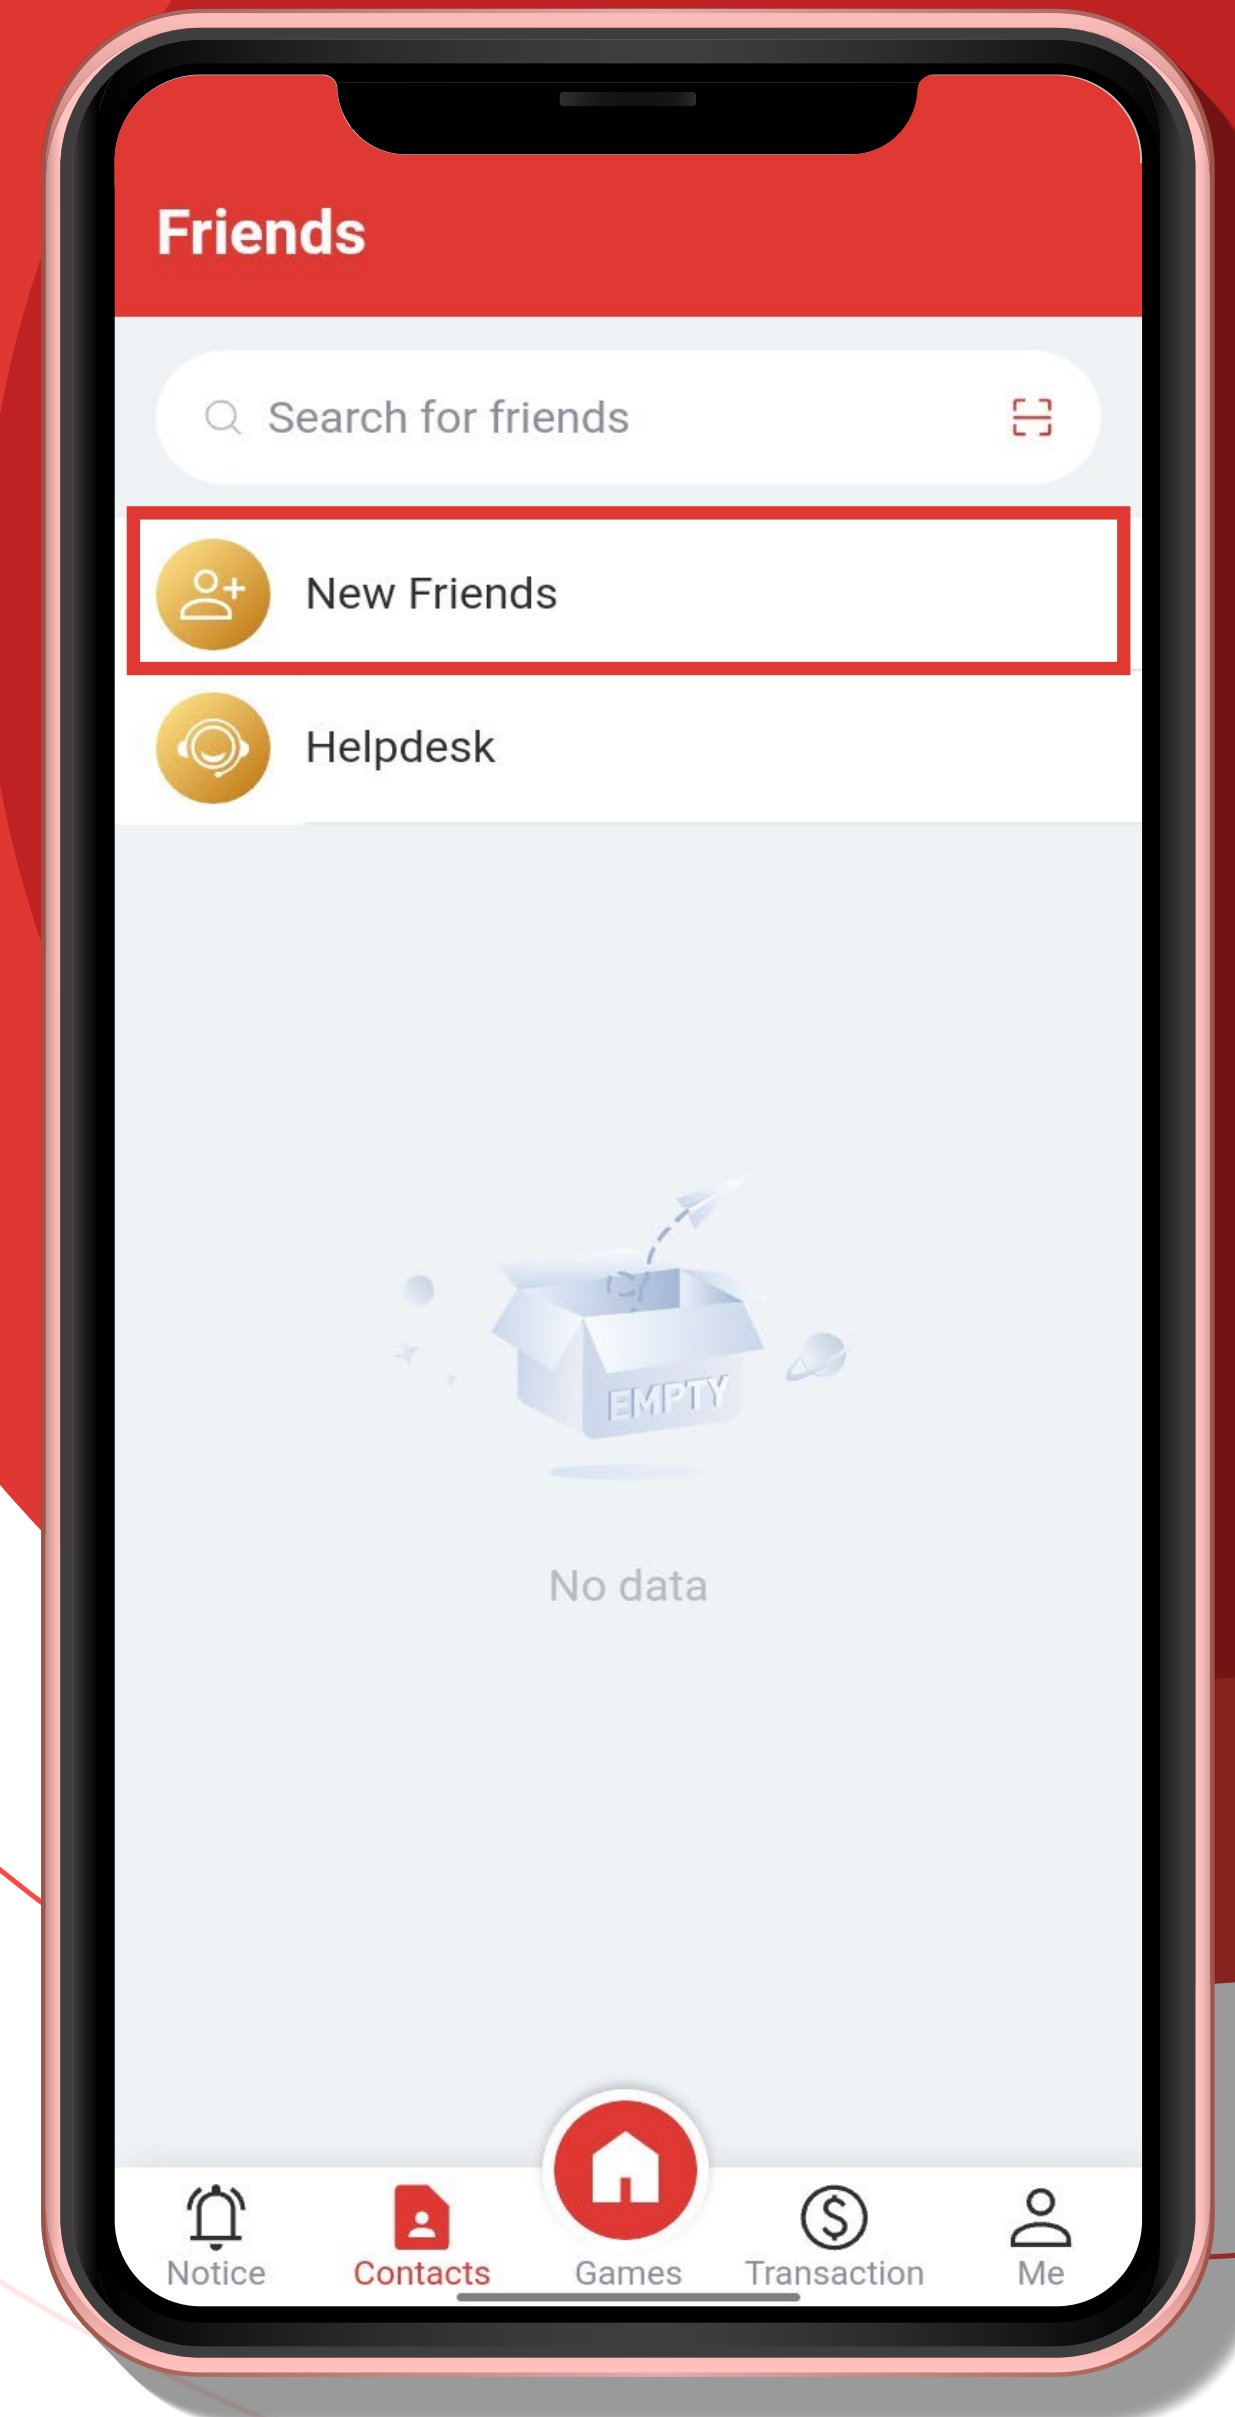 Friends
Search for friends
New Friends
Helpdesk
EMPTY
No data
Notice Contacts Games Transaction Me